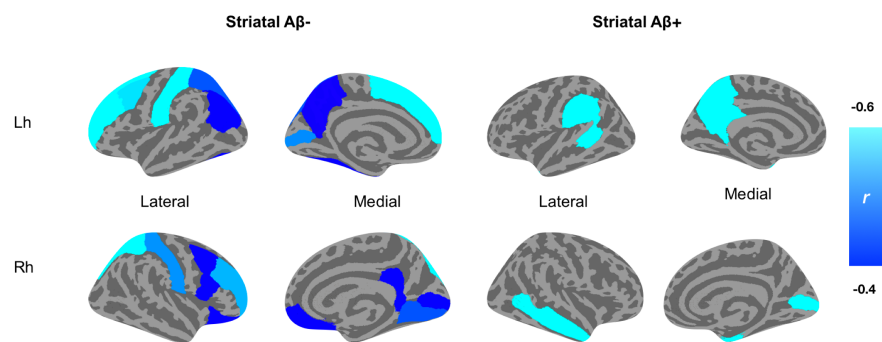 Striatal Aβ- Striatal Aβ+
Lh
-0.6
Lateral Medial Lateral Medial
r
Rh
-0.4